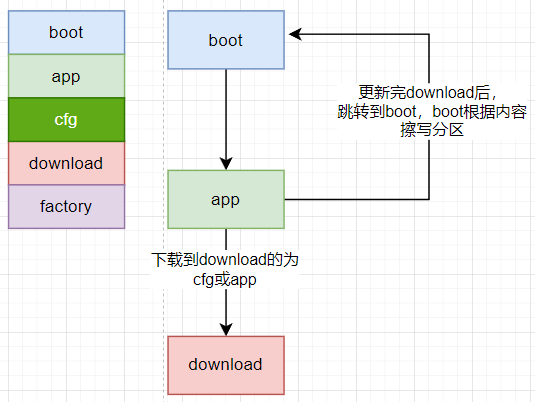 boot
app
cfg
download
factory
boot
更新完download后，
跳转到boot，boot根据内容
擦写分区
app
下载到download的为
cfg或app
download